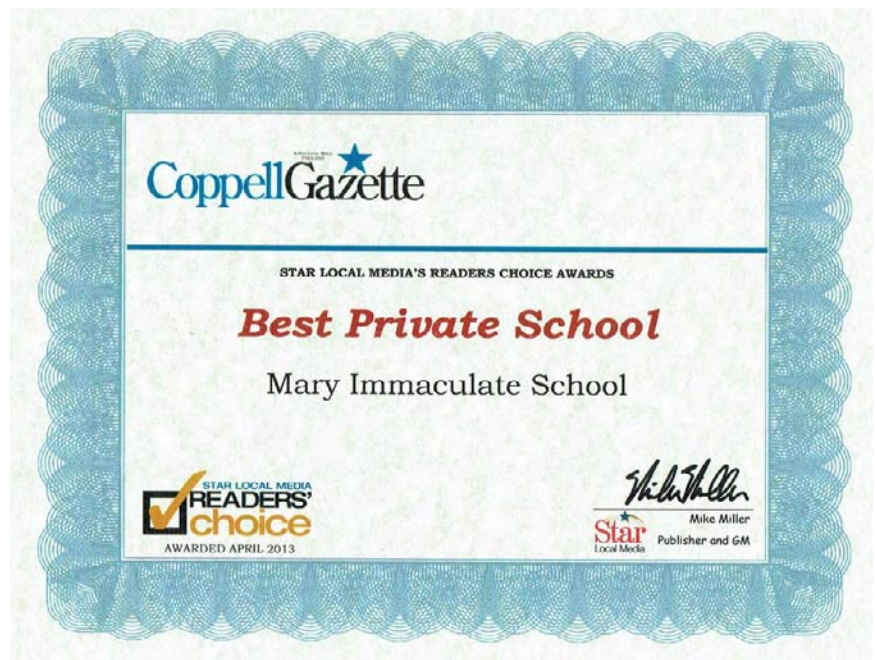 CoppellGazette
STAR LOCAL MEDIA'S READERS CHOICE AWARDS
Best Private School
Mary Immaculate School
STAR LOCAL MEDIA
READERS'
choice
AWARDED APRIL 2013
Mike Miller
Star
Local Media
Publisher and GM